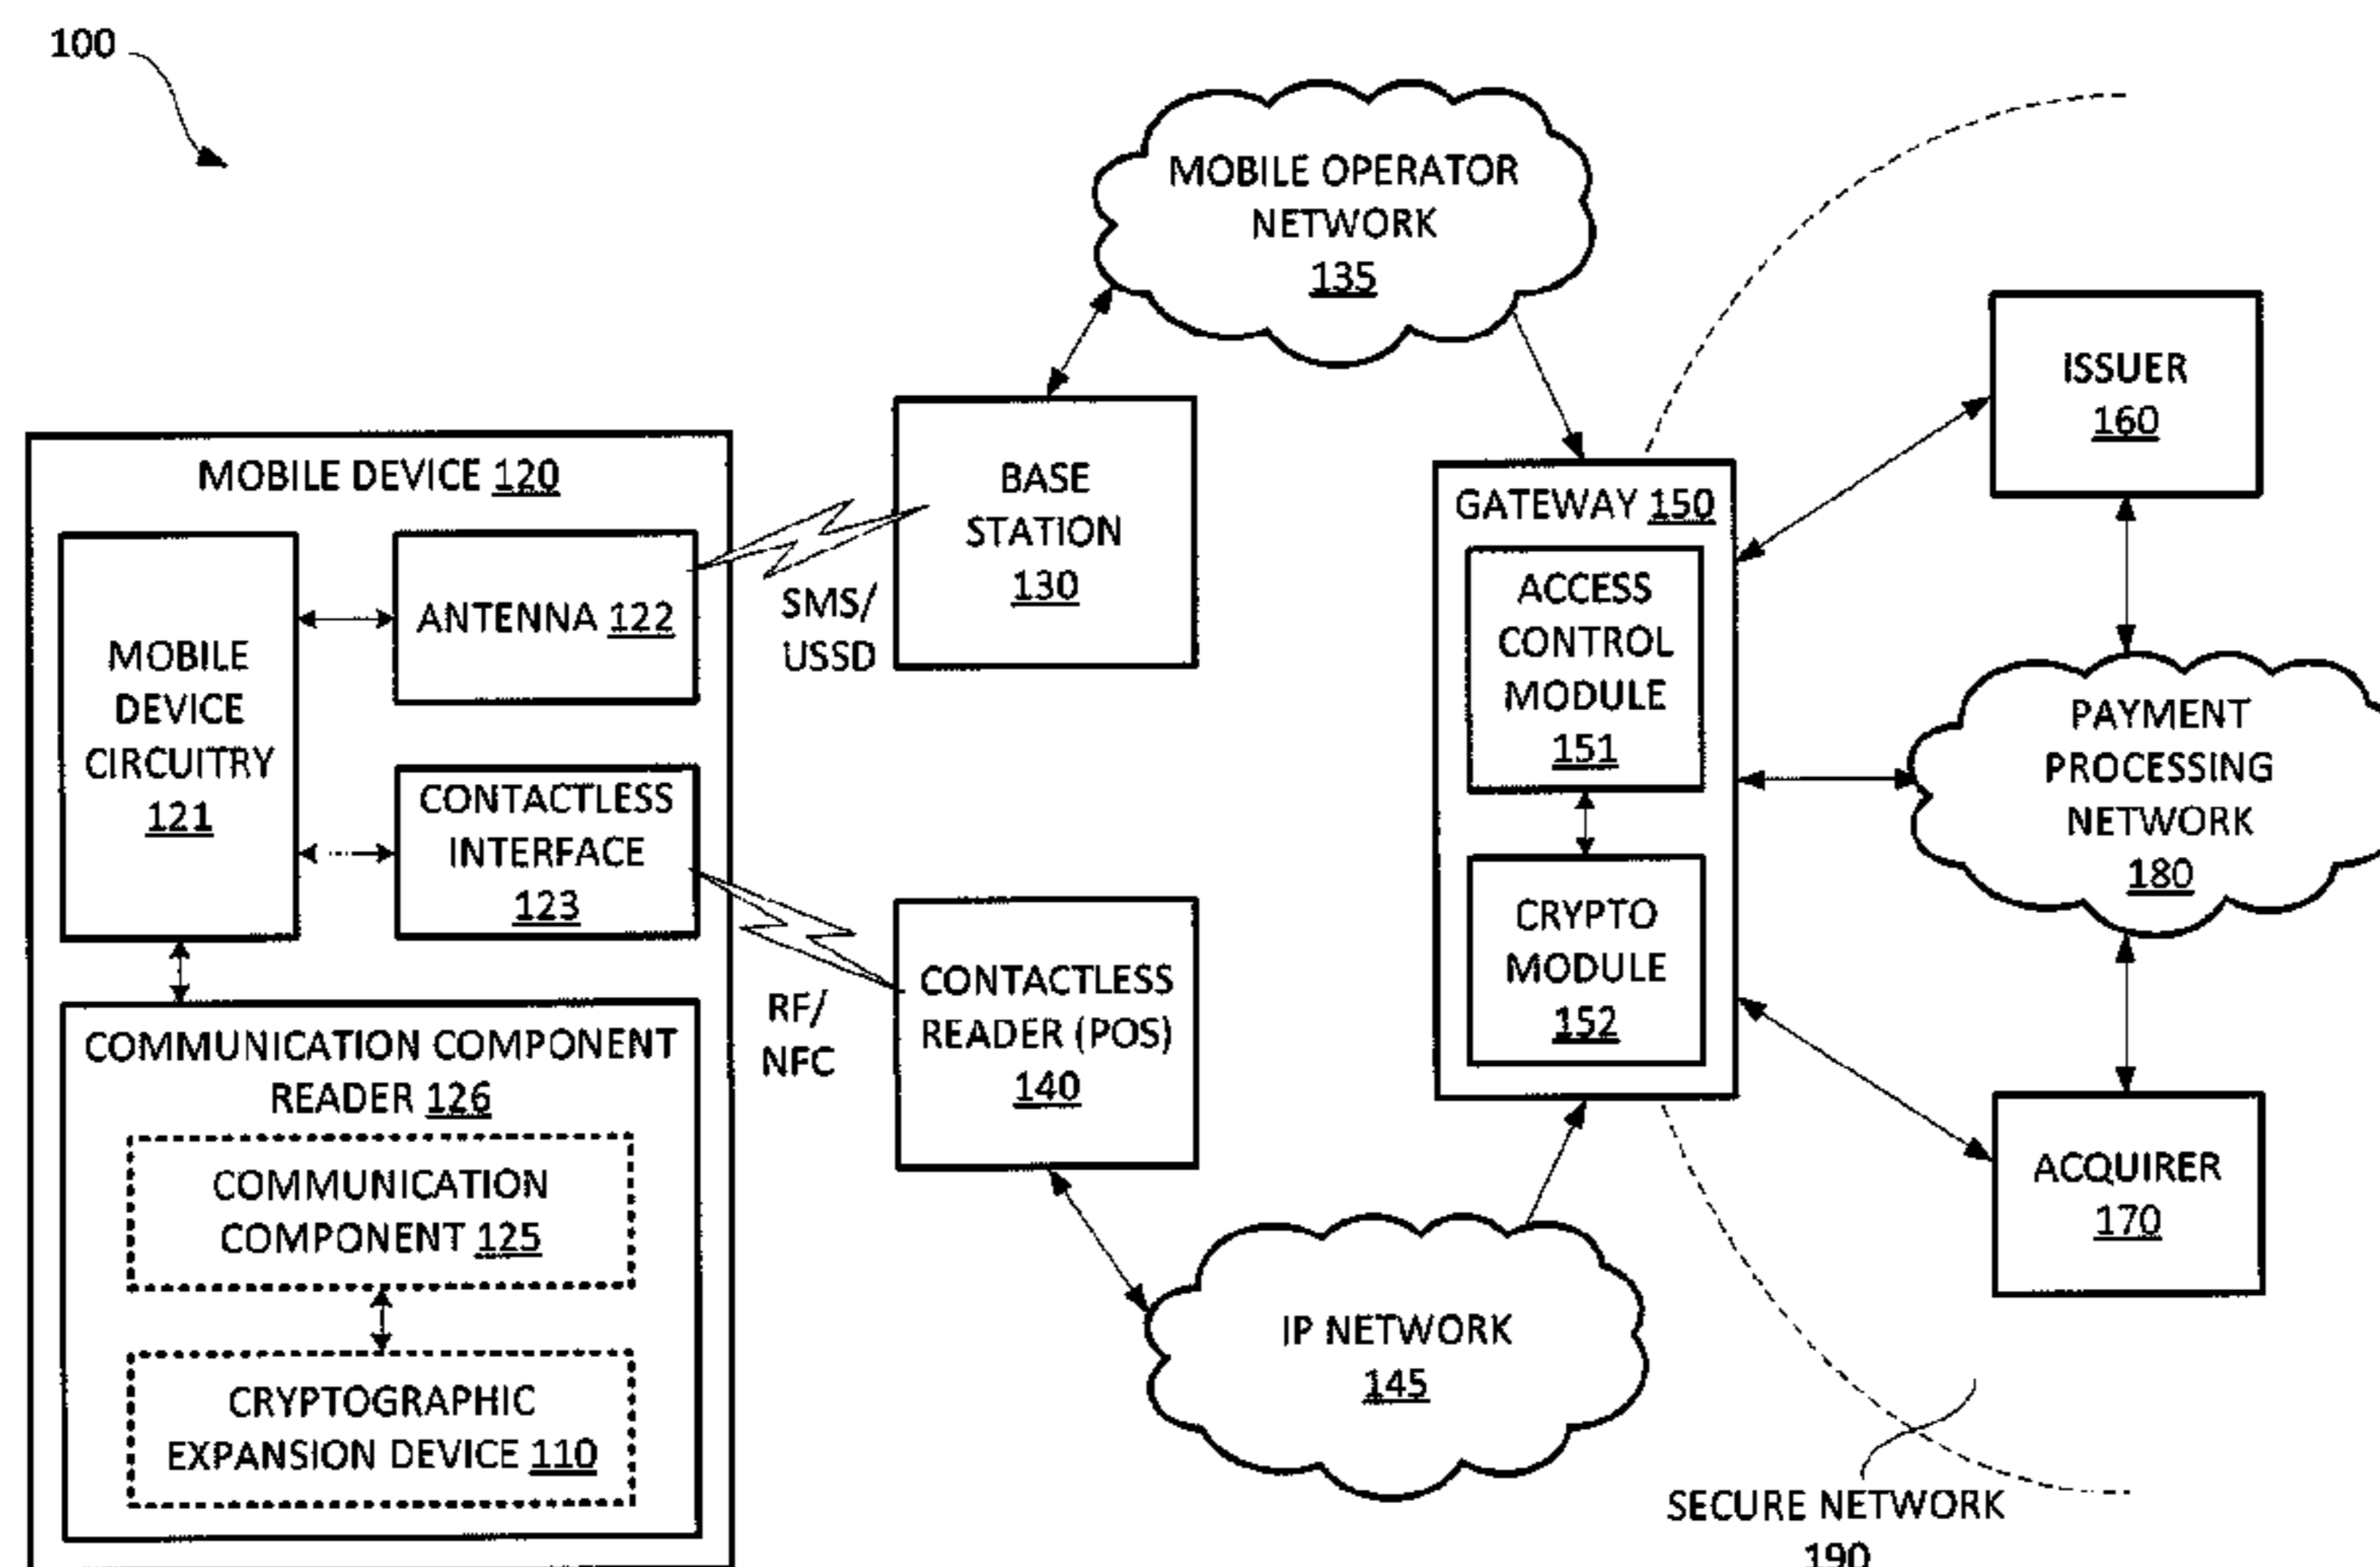 100
MOBILE OPERATOR
NETWORK
135
ISSUER
160
MOBILE DEVICE 120
BASE
STATION
130
GATEWAY 150
MOBILE
DEVICE
CIRCUITRY
121
ANTENNA 122
SMS/
USSD
ACCESS
CONTROL
MODULE
151
PAYMENT
PROCESSING
NETWORK
180
CONTACTLESS
INTERFACE
123
CRYPTO
MODULE
152
RF/
NFC
CONTACTLESS
READER (POS)
140
COMMUNICATION COMPONENT
READER 126
COMMUNICATION
COMPONENT 125
CRYPTOGRAPHIC
EXPANSION DEVICE 110
ACQUIRER
170
IP NETWORK
145
SECURE NETWORK
190